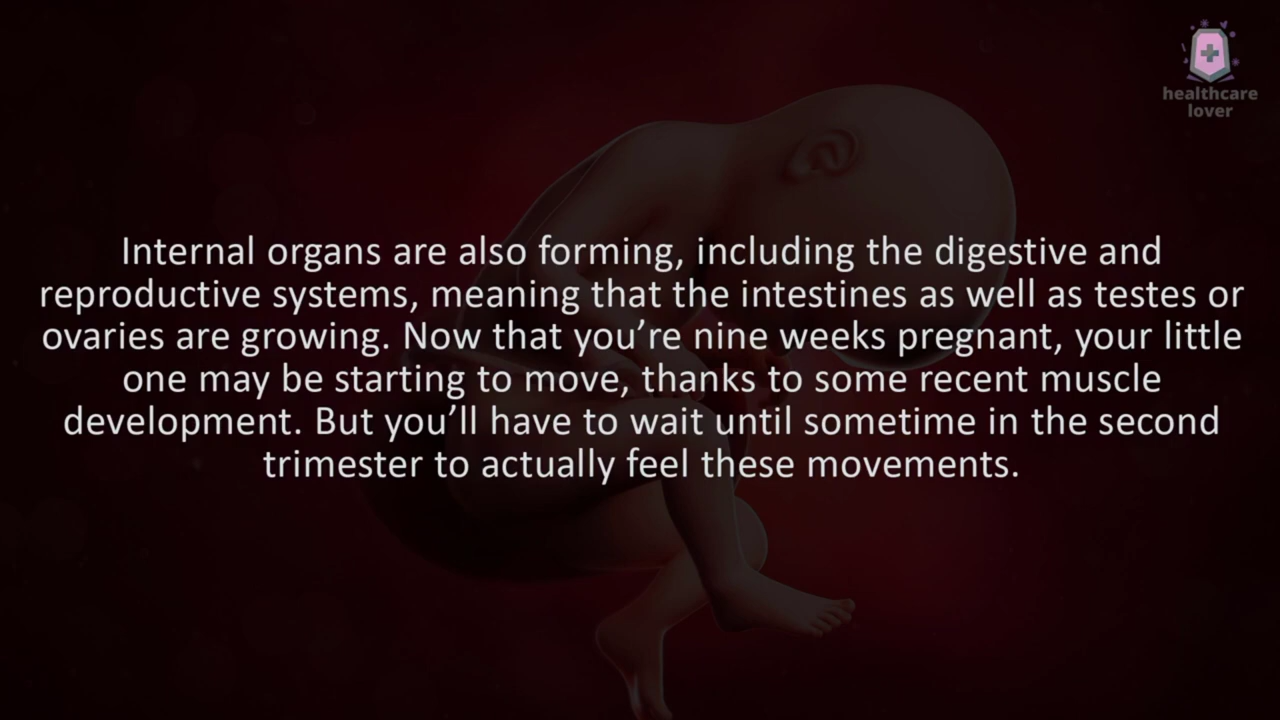 healthcare
lover
Internal organs are also forming, including the digestive and
reproductive systems, meaning that the intestines as well as testes or
ovaries are growing. Now that you’re nine weeks pregnant, your little
one may be starting to move, thanks to some recent muscle
development. But you’ll have to wait until sometime in the second
trimester to actually feel these movements.